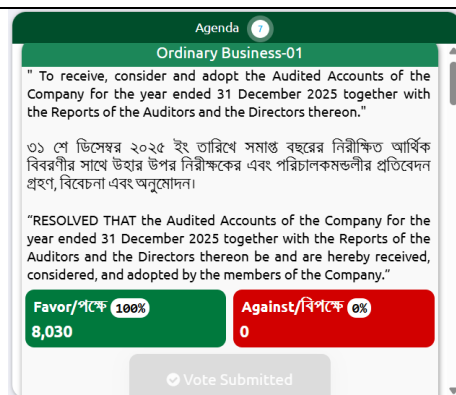 Agenda 7
Ordinary Business-01
" To receive, consider and adopt the Audited Accounts of the
Company for the year ended 31 December 2025 together with
the Reports of the Auditors and the Directors thereon."
৩১ শে ডিসেম্বর ২০২৫ ইং তারিখে সমাপ্ত বছরের নিরীক্ষিত আর্থিক
বিবরণীর সাথে উহার উপর নিরীক্ষকের এবং পরিচালকমন্ডলীর প্রতিবেদন
গ্রহণ, বিবেচনা এবং অনুমোদন।
“RESOLVED THAT the Audited Accounts of the Company for the
year ended 31 December 2025 together with the Reports of the
Auditors and the Directors thereon be and are hereby received,
considered, and adopted by the members of the Company.”
Favor/পক্ষে 100% Against/বিপক্ষে 0%
8,030 0
Vote Submitted